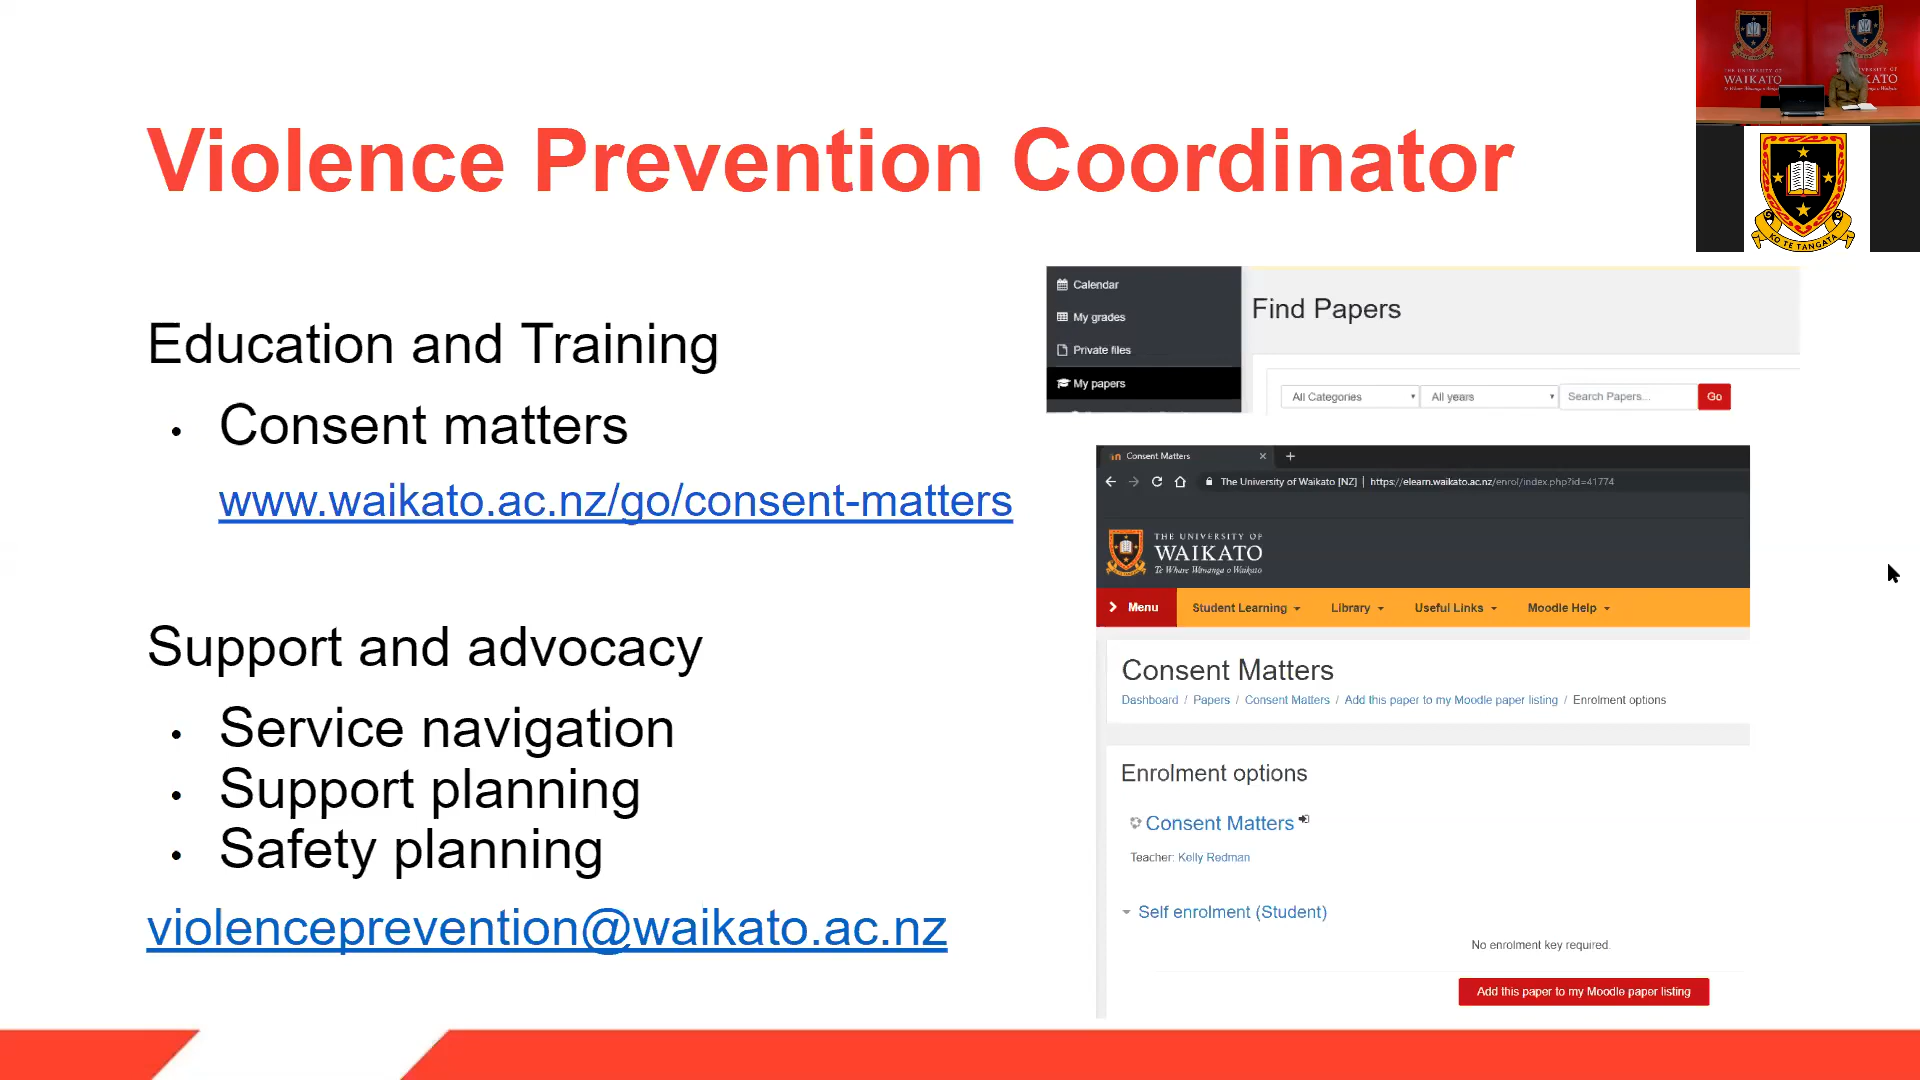 Violence Prevention Coordinator
THE UNIVERSITY OF
WAIKATO
KO TE TANGATA
Education and Training
• Consent matters
www.waikato.ac.nz/go/consent-matters
Support and advocacy
• Service navigation
• Support planning
• Safety planning
violenceprevention@waikato.ac.nz
Calendar
My grades
Private files
My papers
Find Papers
All Categories
All years
Search Papers...
Go
Consent Matters
The University of Waikato [NZ] | https://elearn.waikato.ac.nz/enrol/index.php?id=41774
THE UNIVERSITY OF
WAIKATO
Te Whare Wānanga o Waikato
Menu
Student Learning
Library
Useful Links
Moodle Help
Consent Matters
Dashboard / Papers / Consent Matters / Add this paper to my Moodle paper listing / Enrolment options
Enrolment options
Consent Matters
Teacher: Kelly Redman
Self enrolment (Student)
No enrolment key required.
Add this paper to my Moodle paper listing